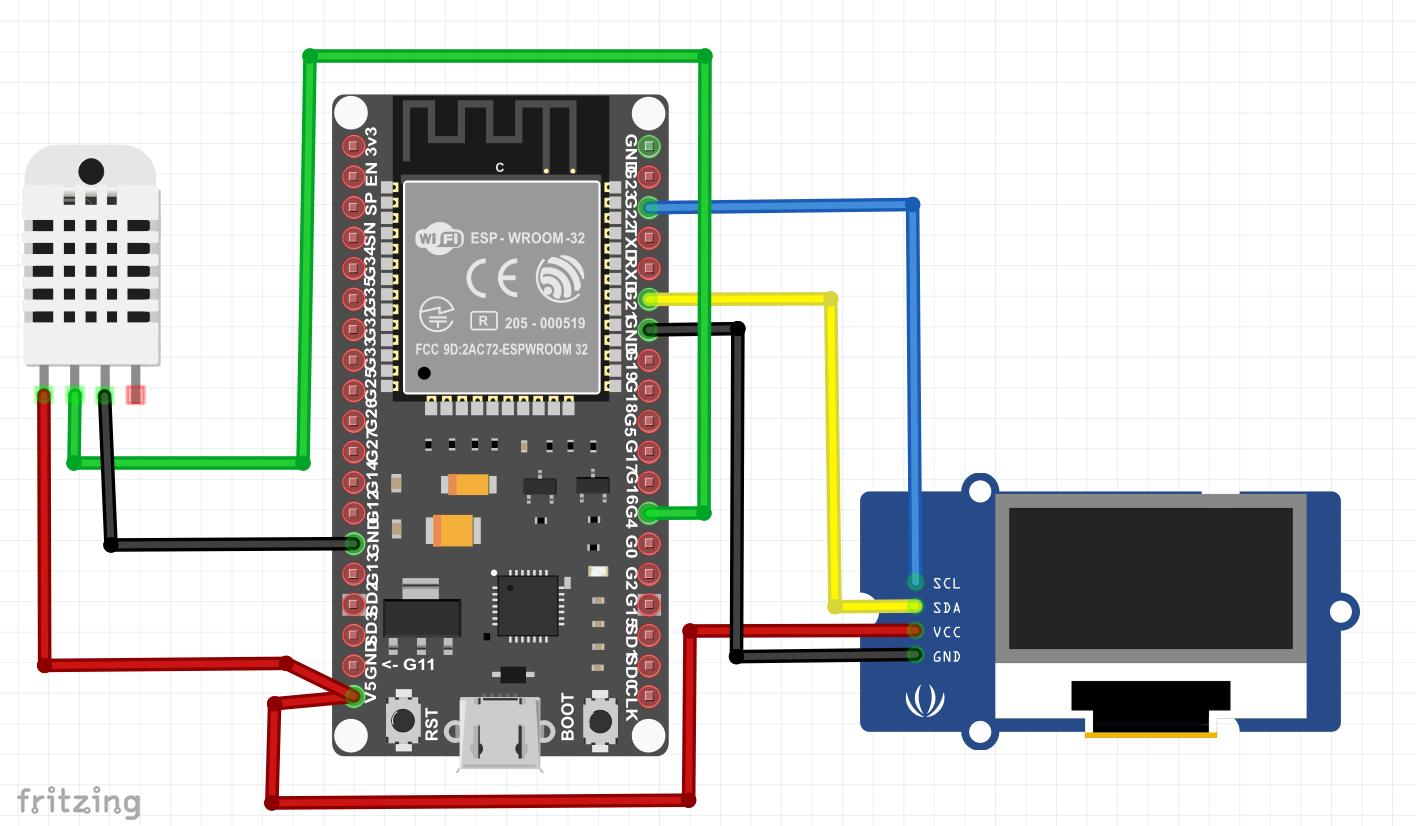 3v3
EN
SP
SN
G34
G35
G32
G33
G25
G26
G27
G14
G12
GND
G13
SD2
SD3
GND
V5
C
WiFi
ESP - WROOM -32
CE
R 205 - 000519
FCC 9D:2AC72-ESPWROOM 32
<- G11
RST
BOOT
GND
G23
G22
TXD
RXD
G21
GND
G19
G18
G5
G17
G16
G4
G0
G2
G15
SD1
SD0
CLK
SCL
SDA
VCC
GND
fritzing